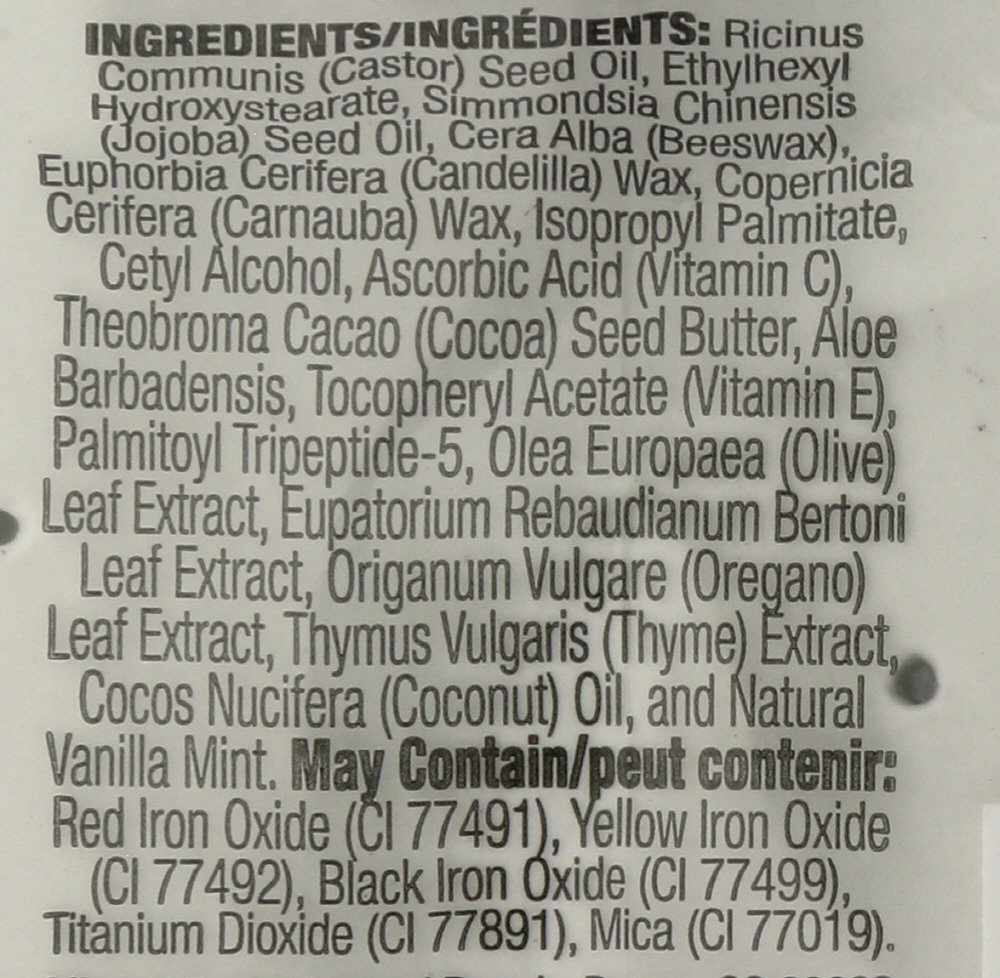 INGREDIENTS/INGRÉDIENTS: Ricinus
Communis (Castor) Seed Oil, Ethylhexyl
Hydroxystearate, Simmondsia Chinensis
(Jojoba) Seed Oil, Cera Alba (Beeswax),
Euphorbia Cerifera (Candelilla) Wax, Copernicia
Cerifera (Carnauba) Wax, Isopropyl Palmitate,
Cetyl Alcohol, Ascorbic Acid (Vitamin C),
Theobroma Cacao (Cocoa) Seed Butter, Aloe
Barbadensis, Tocopheryl Acetate (Vitamin E),
Palmitoyl Tripeptide-5, Olea Europaea (Olive)
Leaf Extract, Eupatorium Rebaudianum Bertoni
Leaf Extract, Origanum Vulgare (Oregano)
Leaf Extract, Thymus Vulgaris (Thyme) Extract,
Cocos Nucifera (Coconut) Oil, and Natural
Vanilla Mint. May Contain/peut contenir:
Red Iron Oxide (CI 77491), Yellow Iron Oxide
(CI 77492), Black Iron Oxide (CI 77499),
Titanium Dioxide (CI 77891), Mica (CI 77019).